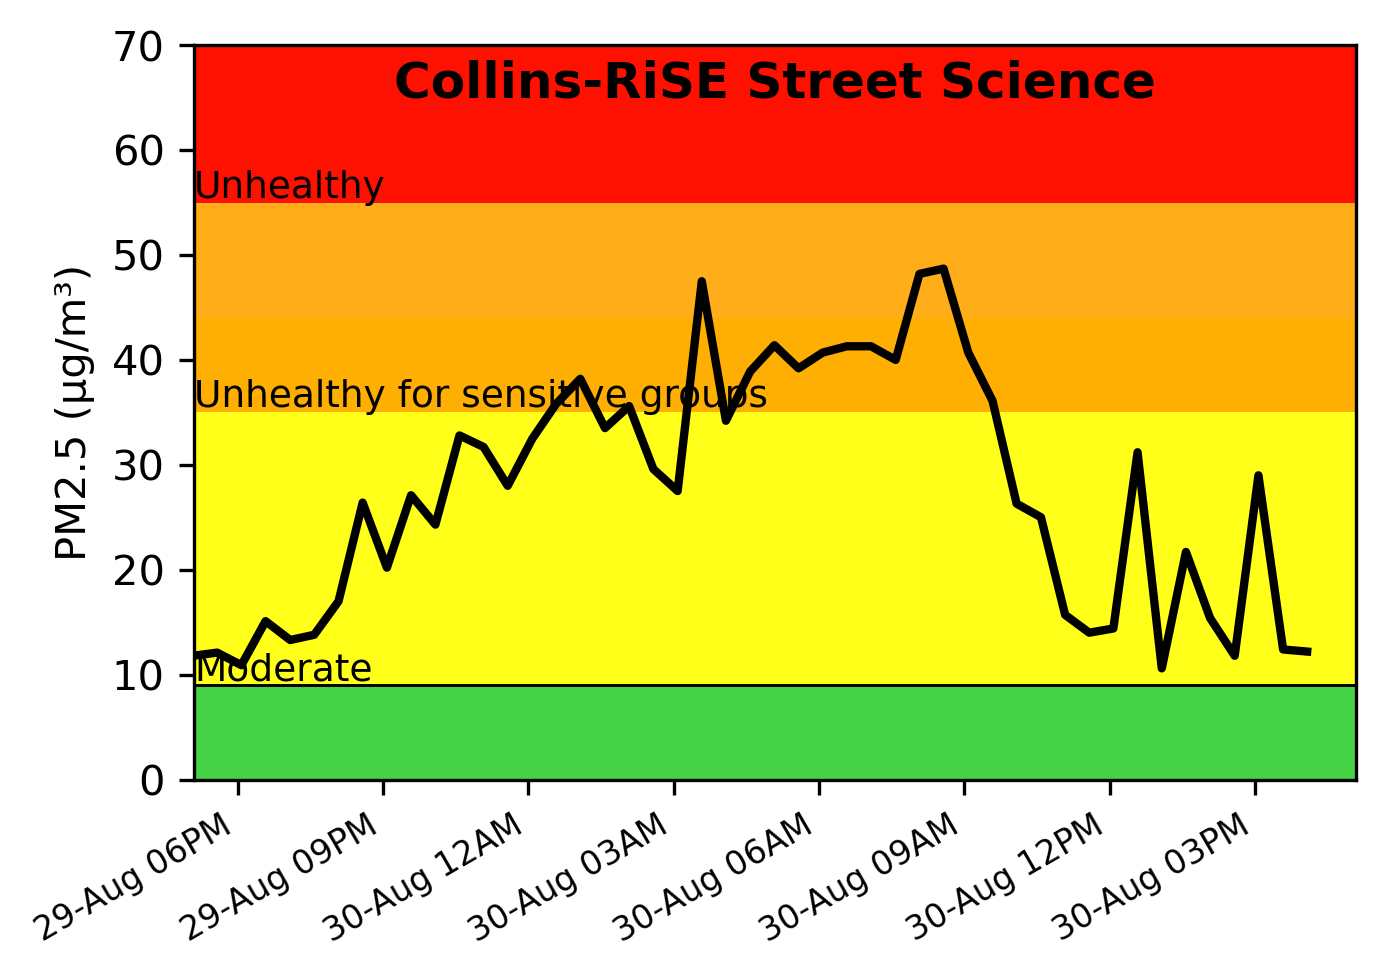 Collins-RiSE Street Science
70
60
50
40
30
20
10
0
PM2.5 (µg/m³)
Unhealthy
Unhealthy for sensitive groups
Moderate
29-Aug 06PM
29-Aug 09PM
30-Aug 12AM
30-Aug 03AM
30-Aug 06AM
30-Aug 09AM
30-Aug 12PM
30-Aug 03PM